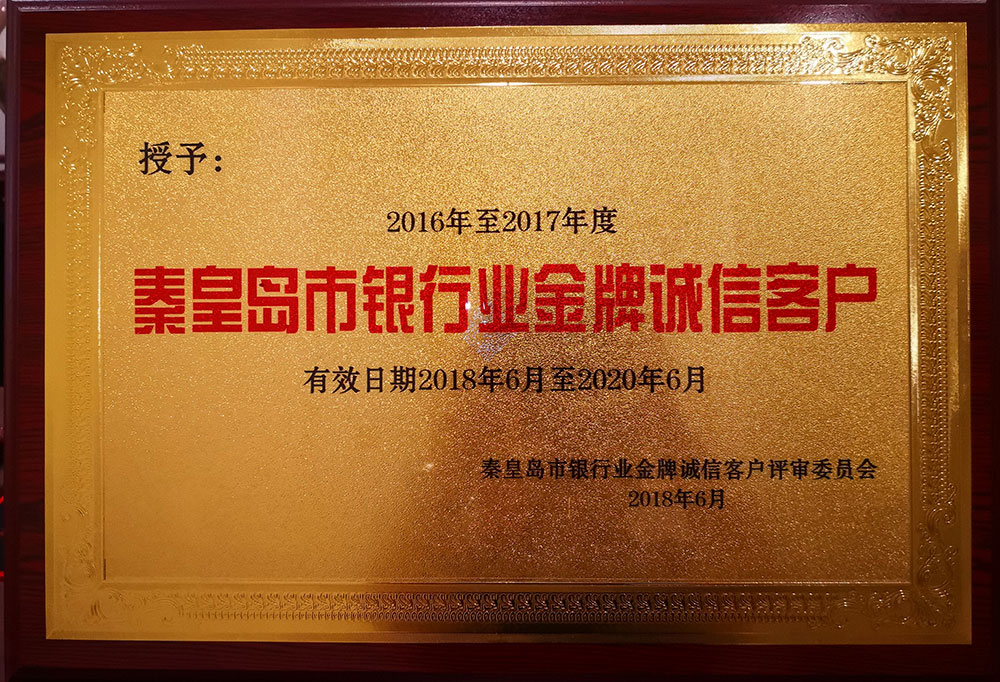 授予：
2016年至2017年度
秦皇岛市银行业金牌诚信客户
有效日期2018年6月至2020年6月
秦皇岛市银行业金牌诚信客户评审委员会
2018年6月